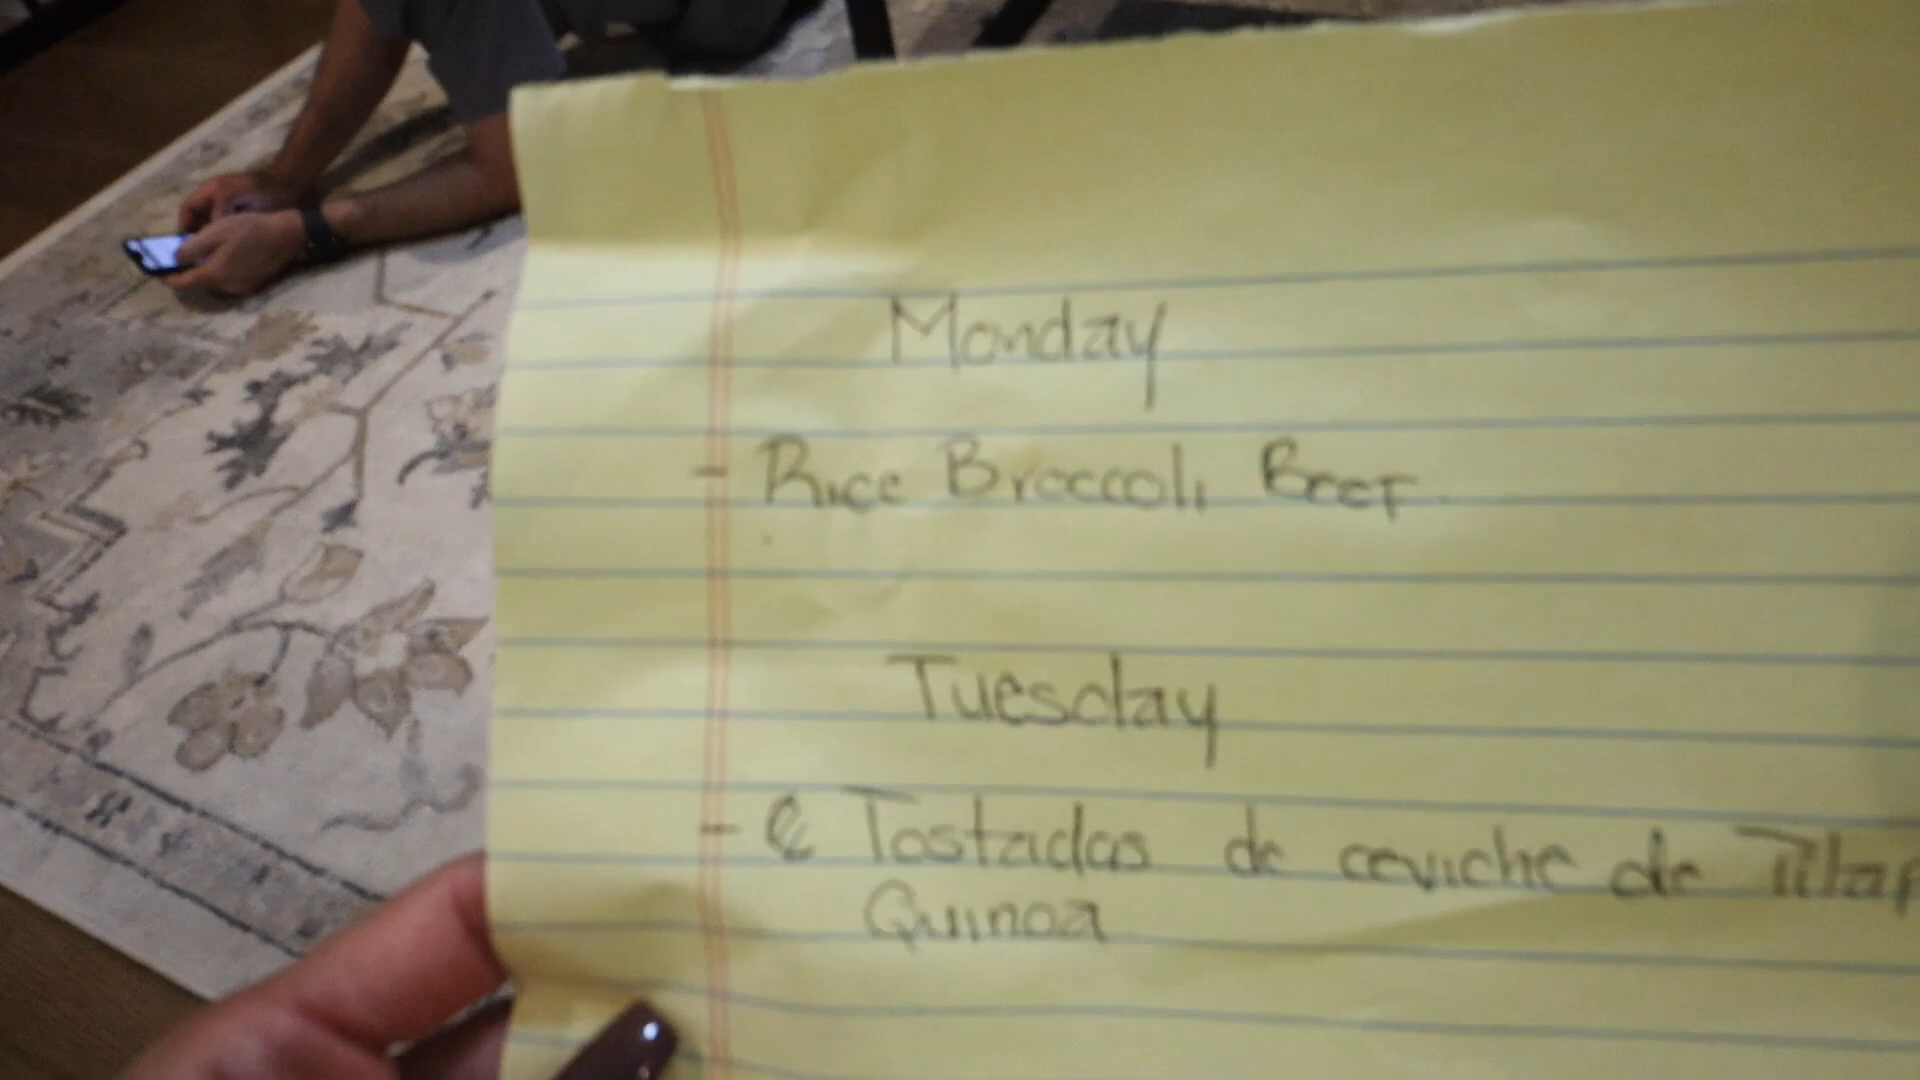 Monday
- Rice Broccoli Beef
Tuesday
- Tostadas de ceviche de
Quinoa